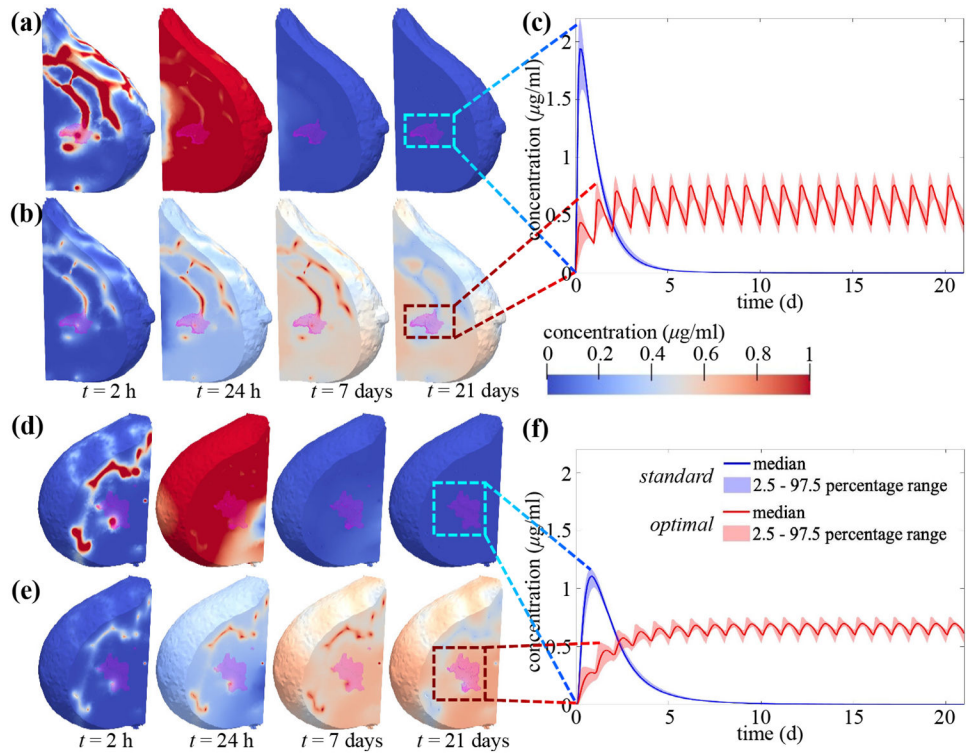 (a)
(b)
t = 2 h
t = 24 h
t = 7 days
t = 21 days
(c)
concentration (µg/ml)
2
1.5
1
0.5
0
0
5
10
15
20
time (d)
concentration (µg/ml)
0
0.2
0.4
0.6
0.8
1
(d)
(e)
t = 2 h
t = 24 h
t = 7 days
t = 21 days
(f)
concentration (µg/ml)
2
1.5
1
0.5
0
0
5
10
15
20
time (d)
standard
median
2.5 - 97.5 percentage range
optimal
median
2.5 - 97.5 percentage range